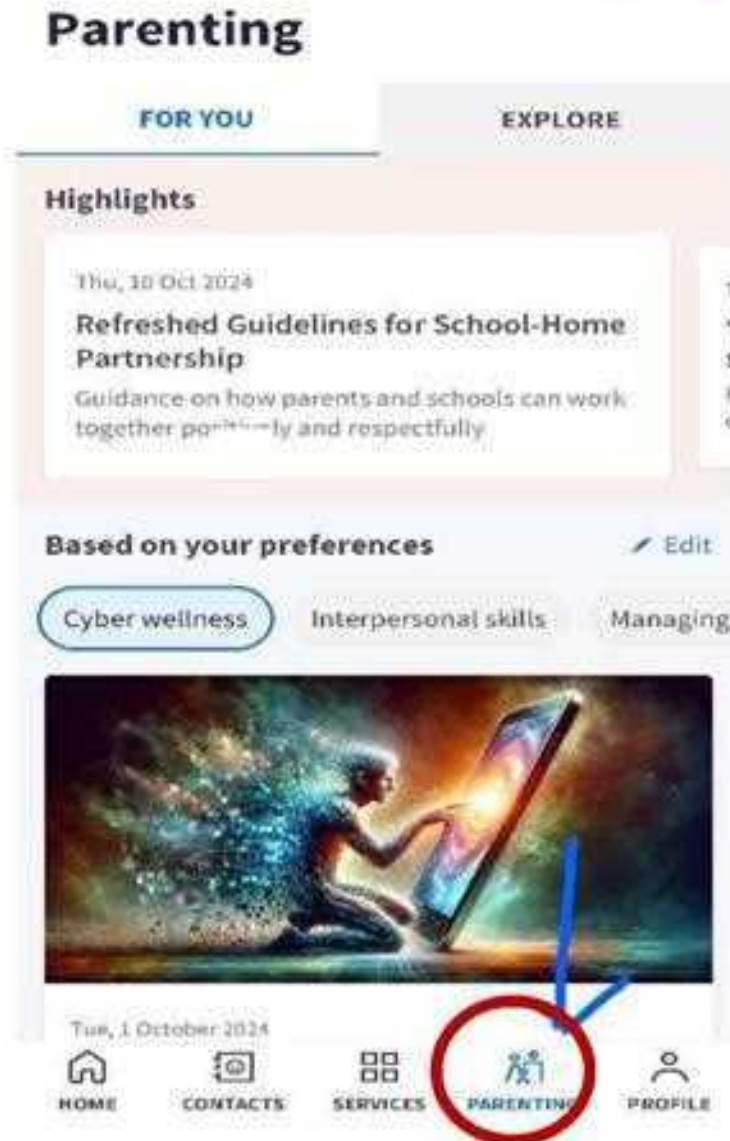 Parenting
FOR YOU
EXPLORE
Highlights
Thu, 10 Oct 2024
Refreshed Guidelines for School-Home
Partnership
Guidance on how parents and schools can work
together and respectfully
Based on your preferences
Edit
Cyber wellness
Interpersonal skills
Managing
Tue, 1 October 2024
HOME
CONTACTS
SERVICES
PARENTING
PROFILE